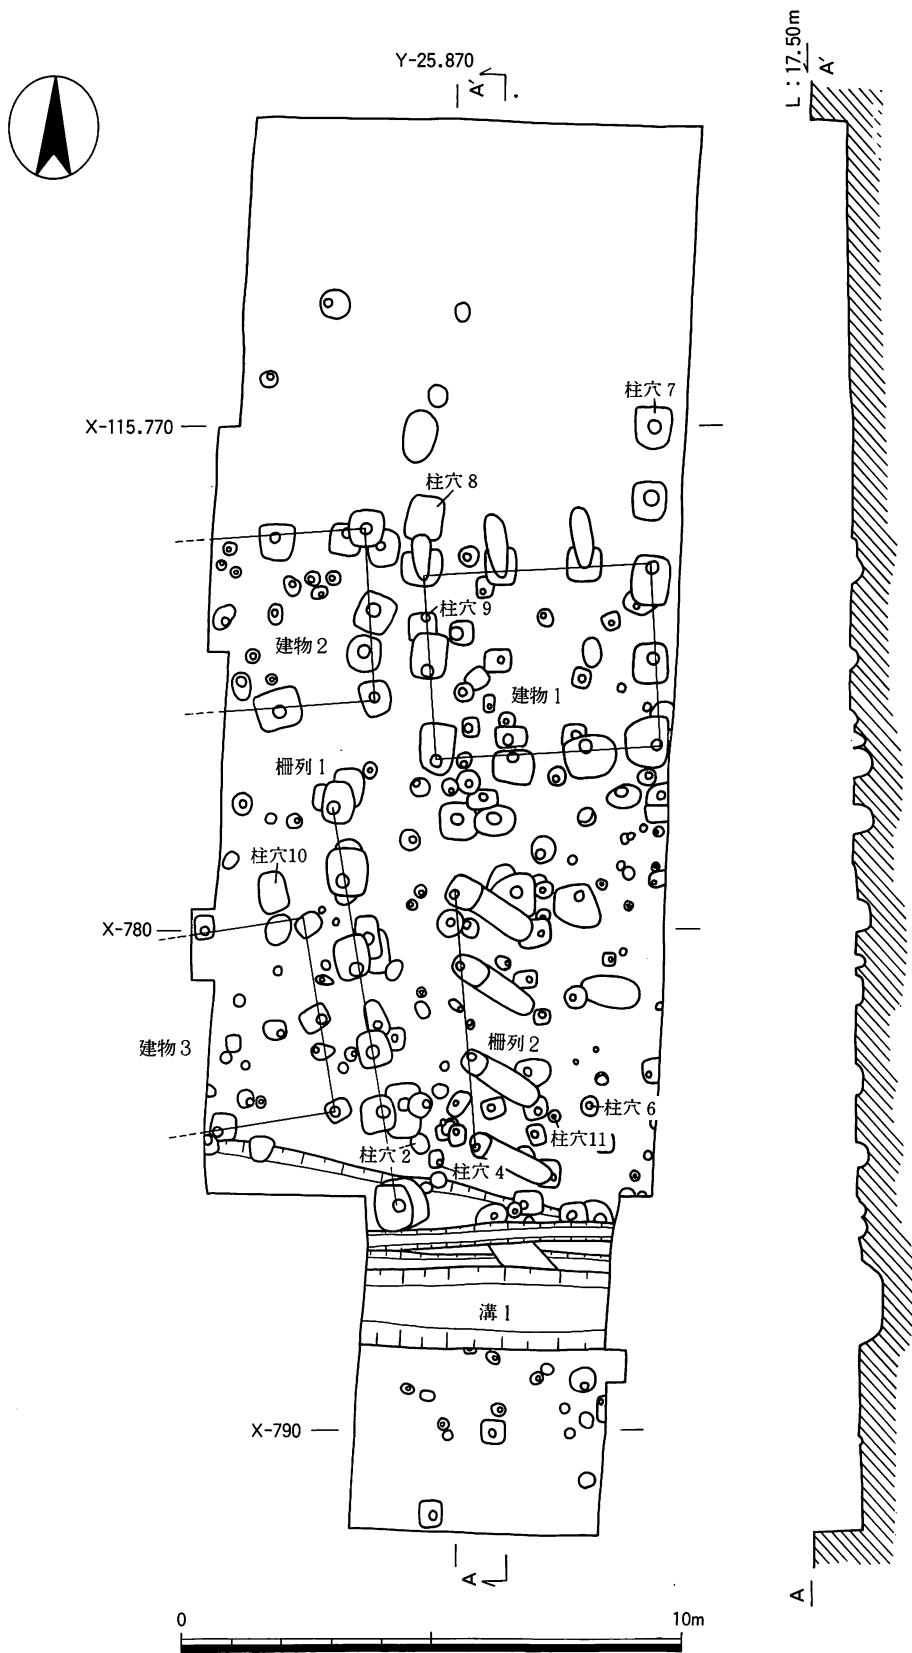 Y-25.870
A′
L：17.50m
A′
柱穴7
X-115.770
柱穴8
柱穴9
建物2
建物1
柵列1
柱穴10
X-780
柵列2
建物3
柱穴6
柱穴11
柱穴2
柱穴4
溝1
X-790
A
A
0
10m